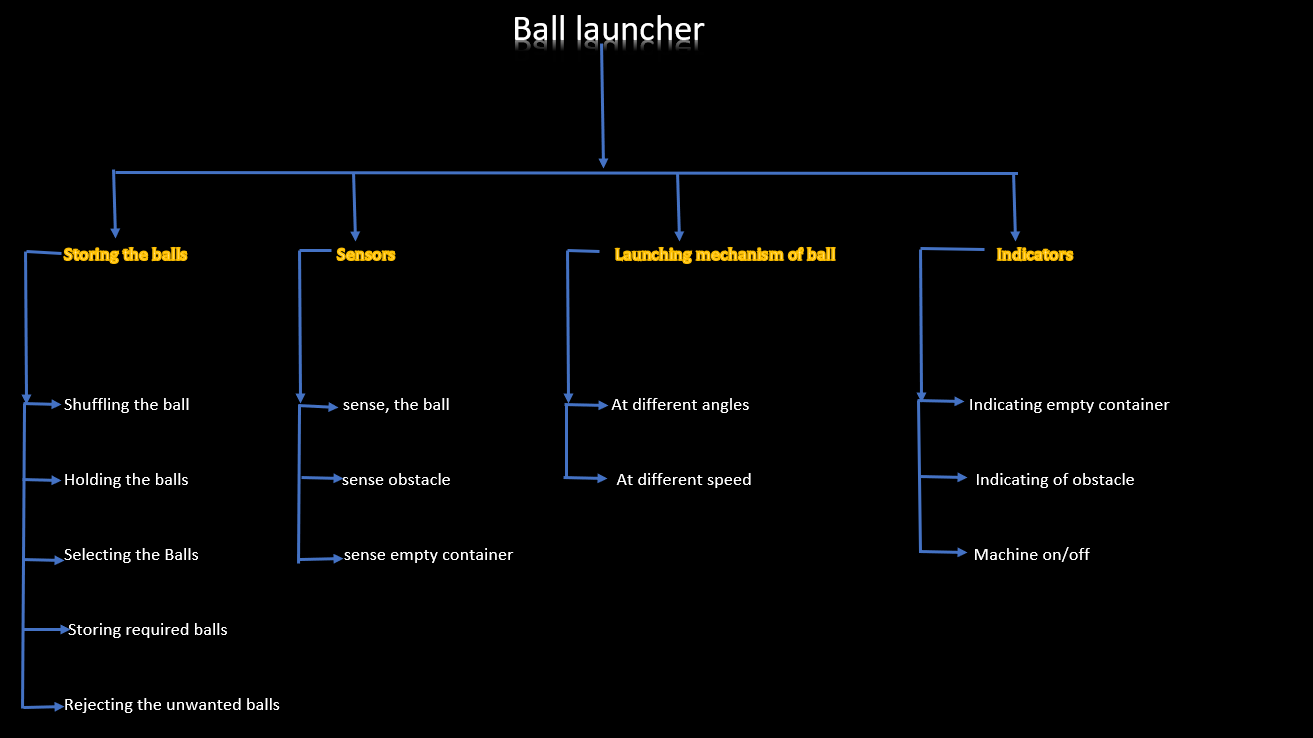 Ball launcher
Storing the balls
Sensors
Launching mechanism of ball
Indicators
Shuffling the ball
Holding the balls
Selecting the Balls
Storing required balls
Rejecting the unwanted balls
sense, the ball
sense obstacle
sense empty container
At different angles
At different speed
Indicating empty container
Indicating of obstacle
Machine on/off